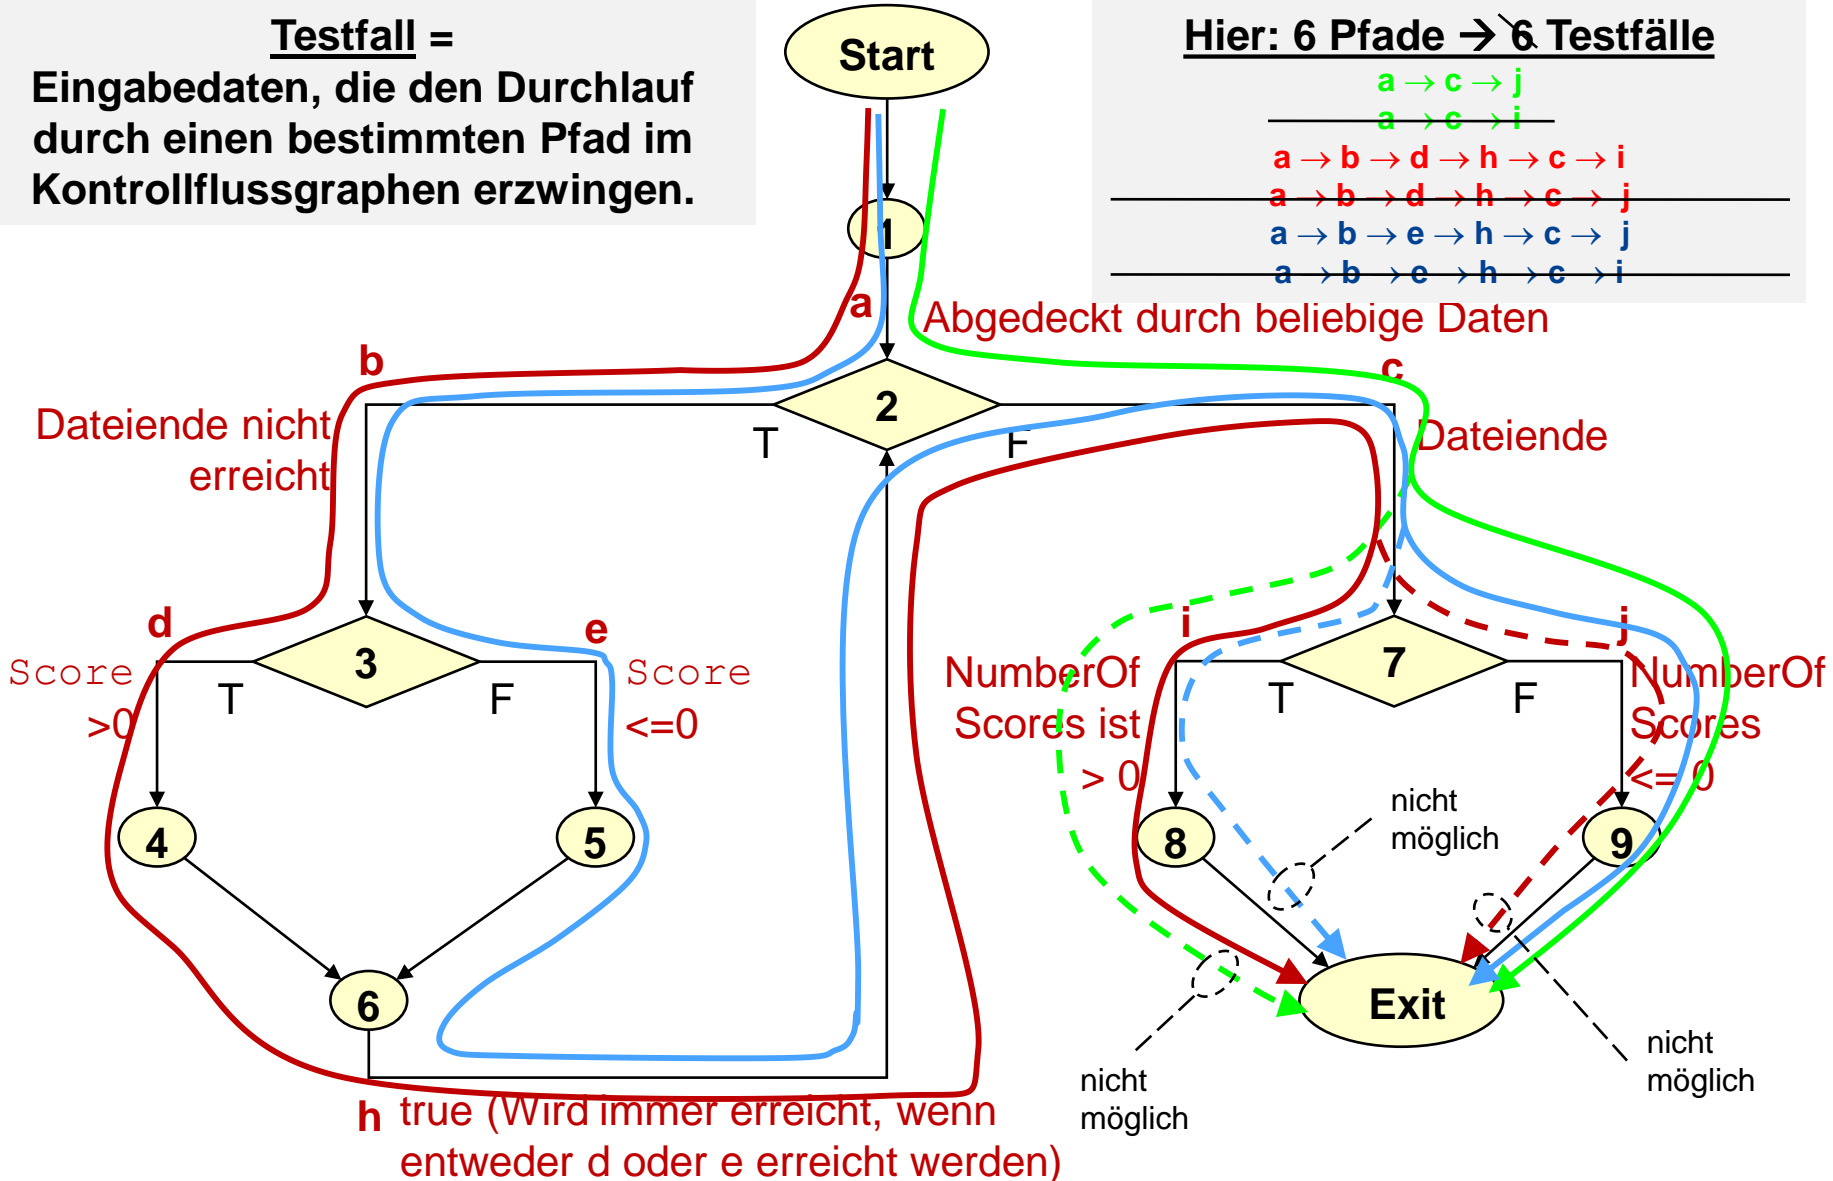 Testfall =
Eingabedaten, die den Durchlauf
durch einen bestimmten Pfad im
Kontrollflussgraphen erzwingen.
Hier: 6 Pfade → 6 Testfälle
a → c → j
a → c → i
a → b → d → h → c → i
a → b → d → h → c → j
a → b → e → h → c → j
a → b → e → h → c → i
Start
1
a
Abgedeckt durch beliebige Daten
b
c
2
T
F
Dateiende nicht
erreicht
Dateiende
d
e
i
j
3
T
F
Score
>0
Score
<=0
7
T
F
NumberOf
Scores ist
> 0
NumberOf
Scores
<= 0
4
5
8
9
nicht
möglich
6
Exit
nicht
möglich
nicht
möglich
h true (Wird immer erreicht, wenn
entweder d oder e erreicht werden)